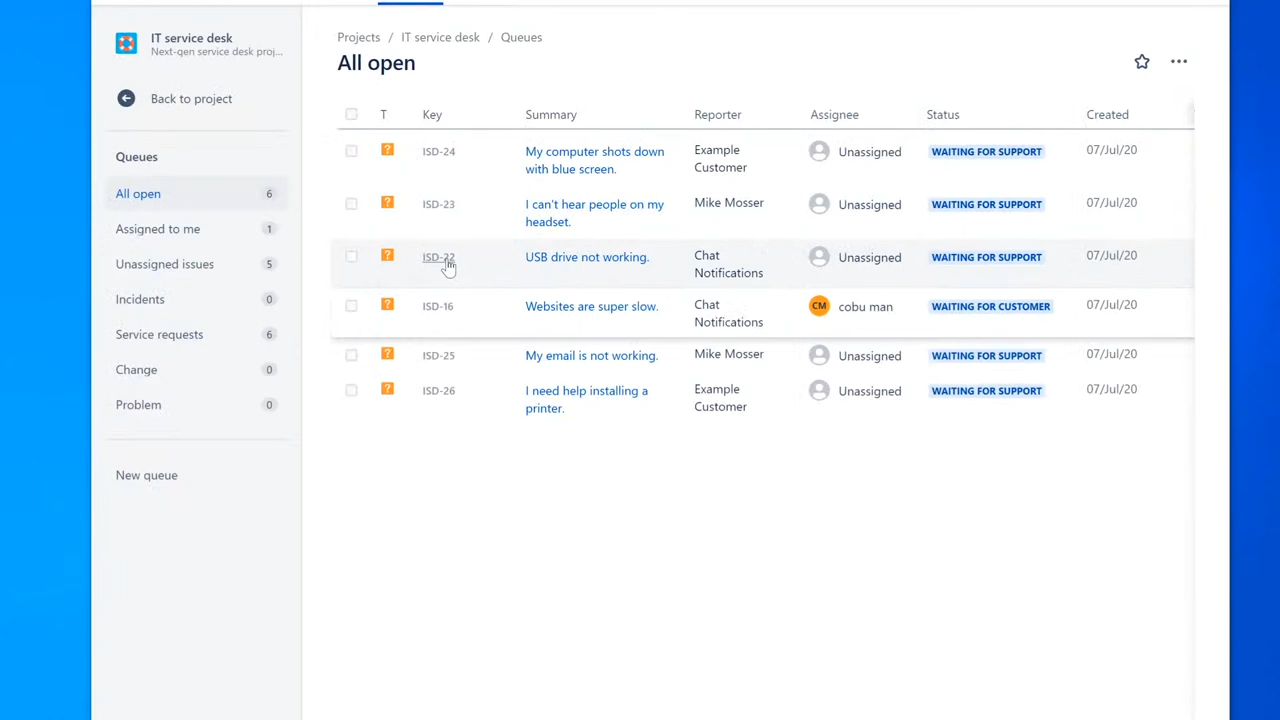 IT service desk
Next-gen service desk proj...
Back to project
Queues
All open 6
Assigned to me 1
Unassigned issues 5
Incidents 0
Service requests 6
Change 0
Problem 0
New queue
Projects / IT service desk / Queues
All open
T Key Summary Reporter Assignee Status Created
ISD-24 My computer shots down Example Unassigned WAITING FOR SUPPORT 07/Jul/20
with blue screen. Customer
ISD-23 I can't hear people on my Mike Mosser Unassigned WAITING FOR SUPPORT 07/Jul/20
headset.
ISD-22 USB drive not working. Chat Unassigned WAITING FOR SUPPORT 07/Jul/20
Notifications
ISD-16 Websites are super slow. Chat CM cobu man WAITING FOR CUSTOMER 07/Jul/20
Notifications
ISD-25 My email is not working. Mike Mosser Unassigned WAITING FOR SUPPORT 07/Jul/20
ISD-26 I need help installing a Example Unassigned WAITING FOR SUPPORT 07/Jul/20
printer. Customer